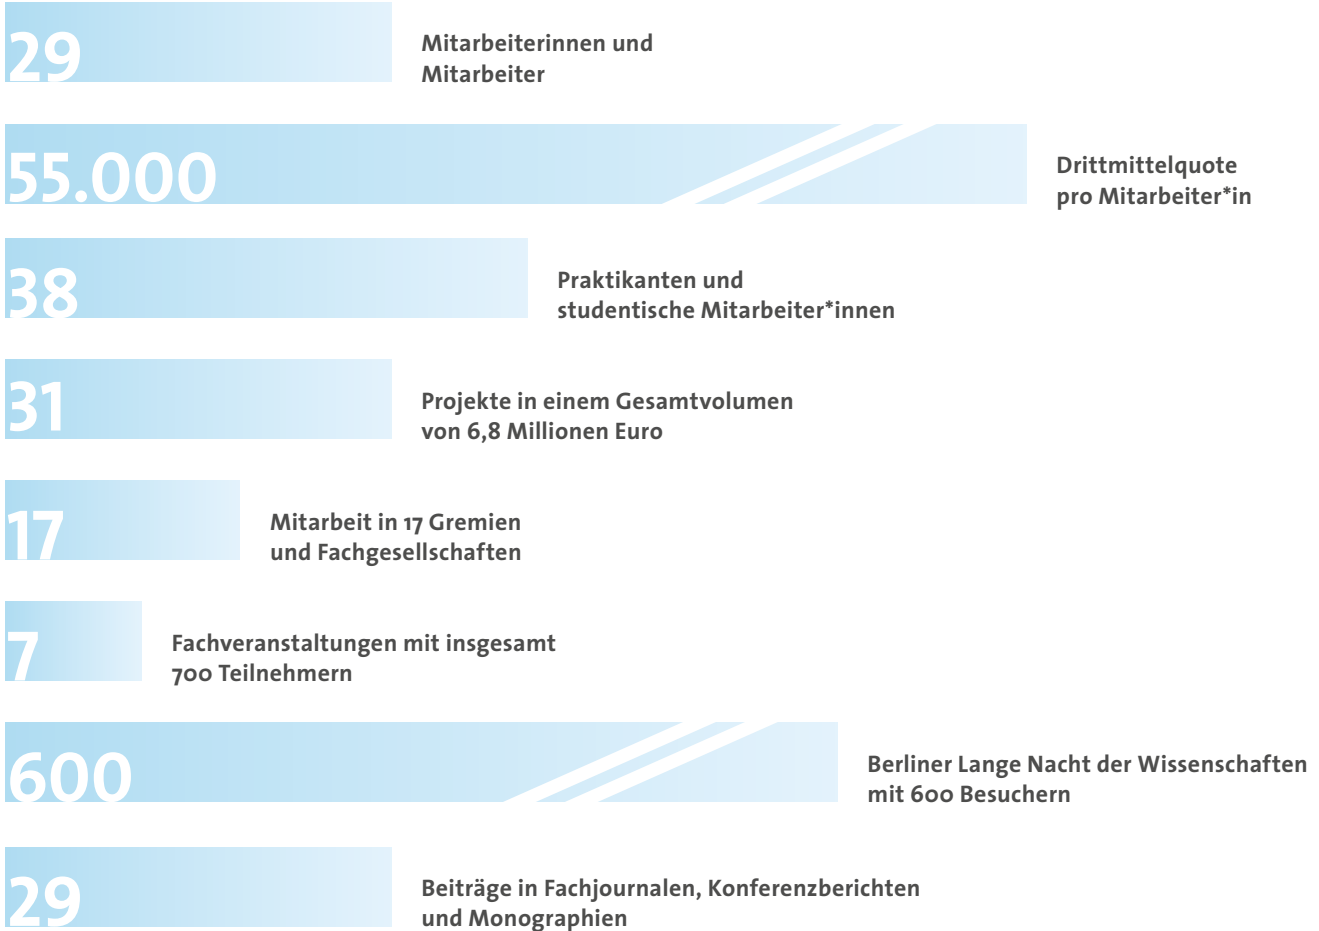 29
Mitarbeiterinnen und
Mitarbeiter
55.000
Drittmittelquote
pro Mitarbeiter*in
38
Praktikanten und
studentische Mitarbeiter*innen
31
Projekte in einem Gesamtvolumen
von 6,8 Millionen Euro
17
Mitarbeit in 17 Gremien
und Fachgesellschaften
7
Fachveranstaltungen mit insgesamt
700 Teilnehmern
600
Berliner Lange Nacht der Wissenschaften
mit 600 Besuchern
29
Beiträge in Fachjournalen, Konferenzberichten
und Monographien